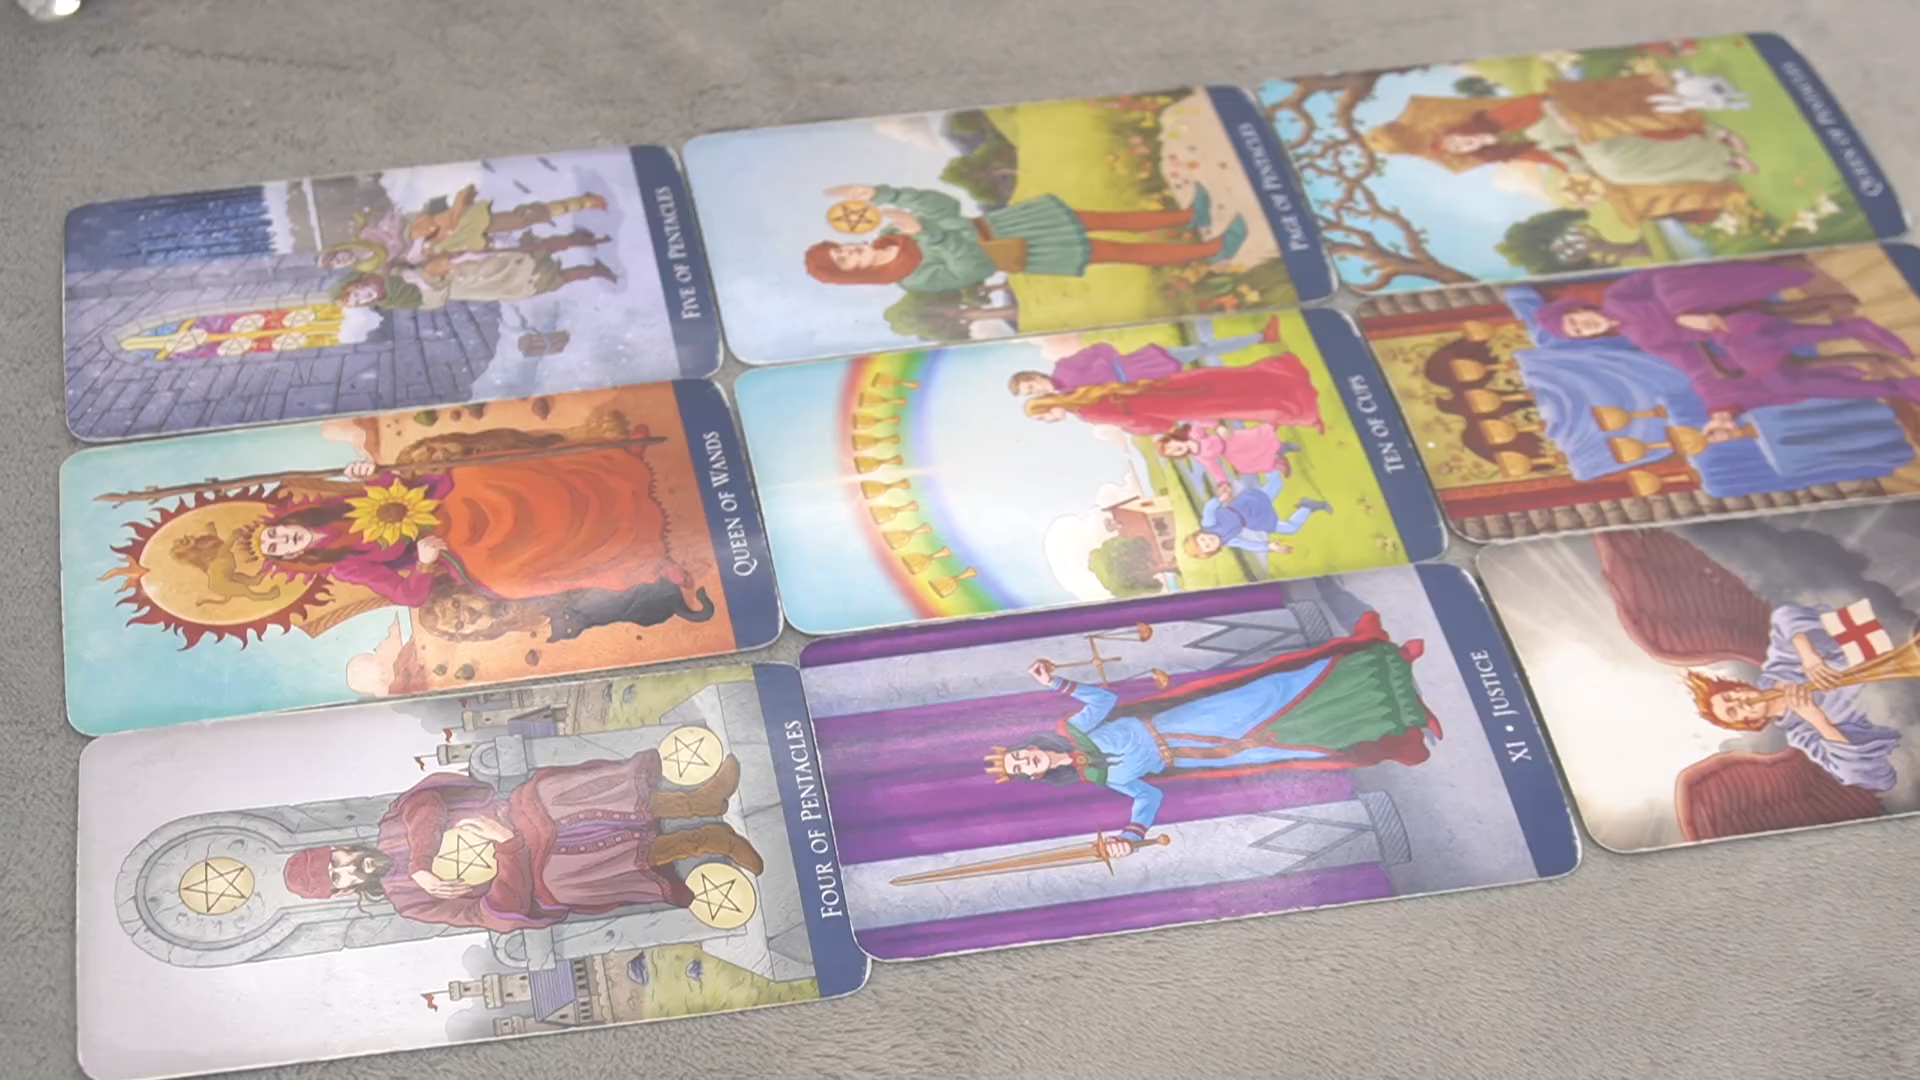 FIVE OF PENTACLES
PAGE OF PENTACLES
QUEEN OF PENTACLES
QUEEN OF WANDS
TEN OF CUPS
FOUR OF PENTACLES
XI • JUSTICE